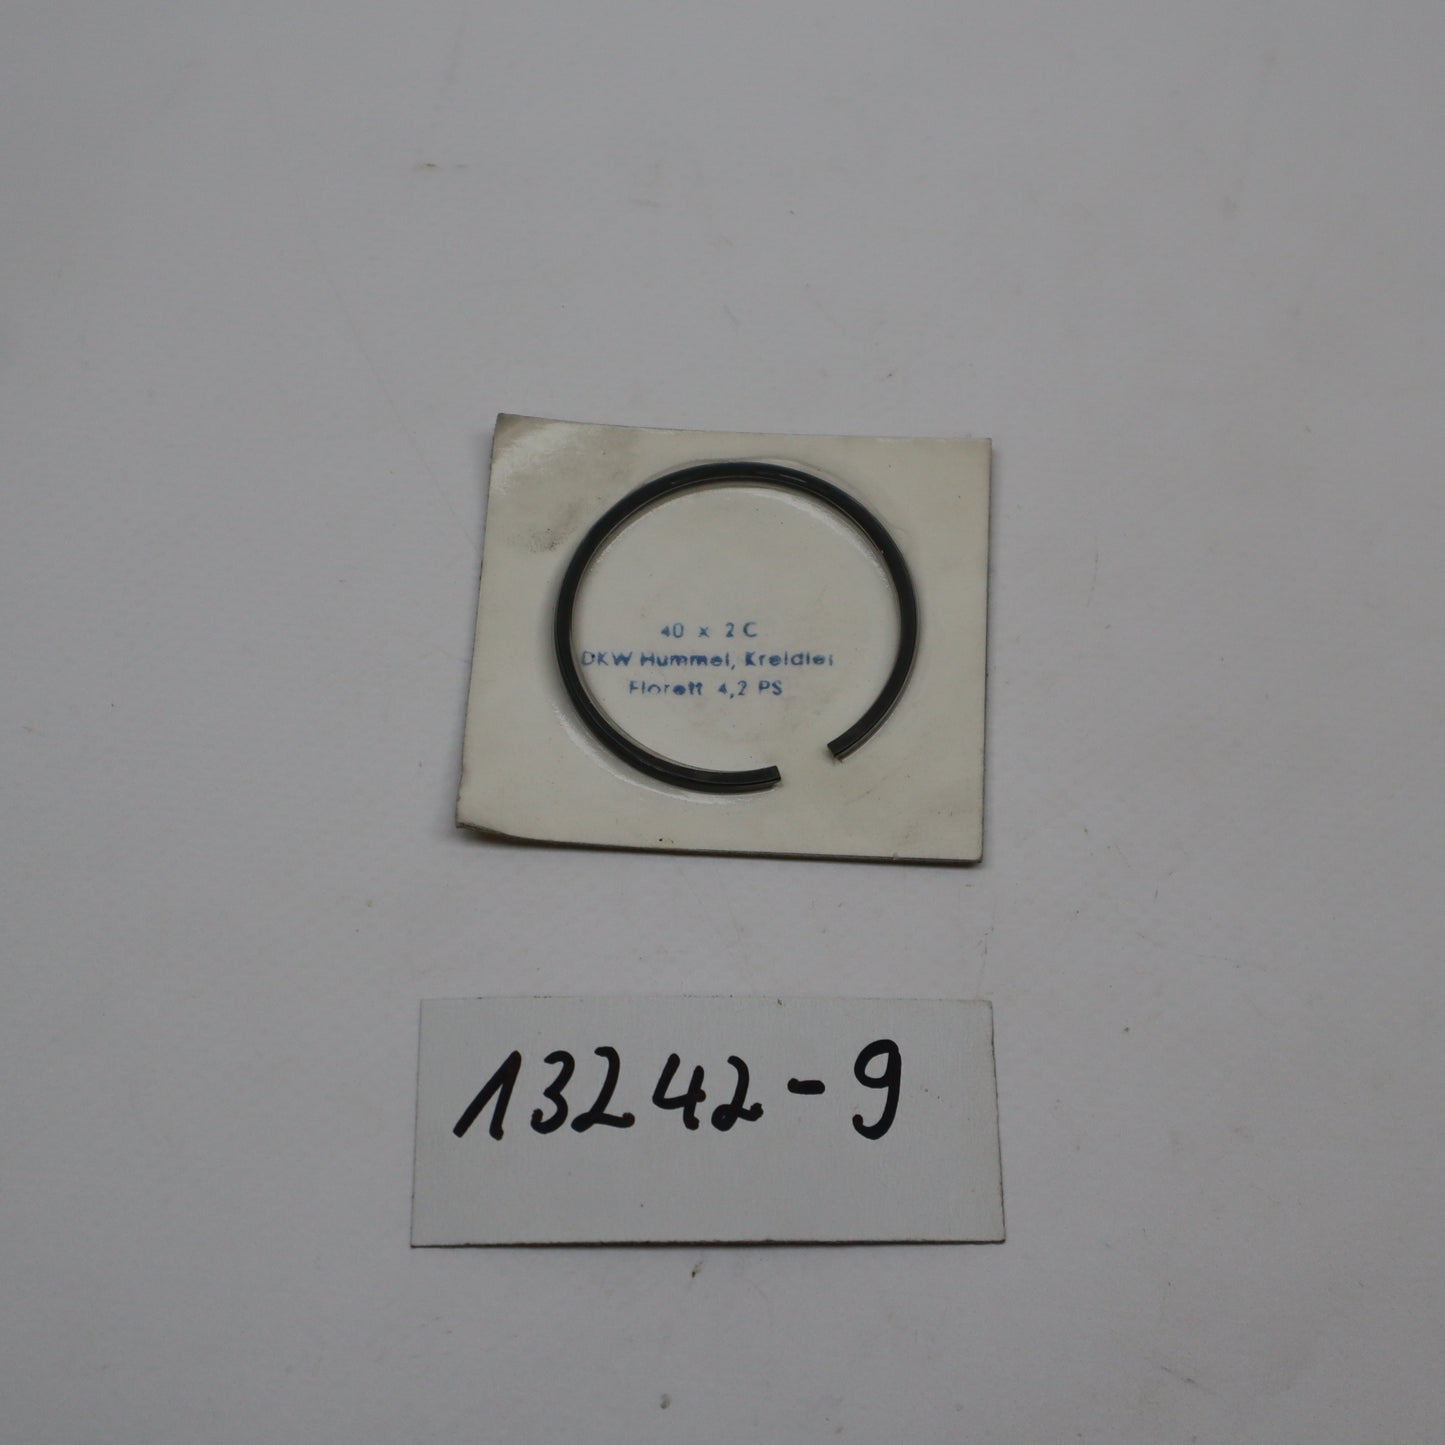 40 x 2 C
DKW Hummel, Kreidler
Florett 4,2 PS
13242-9